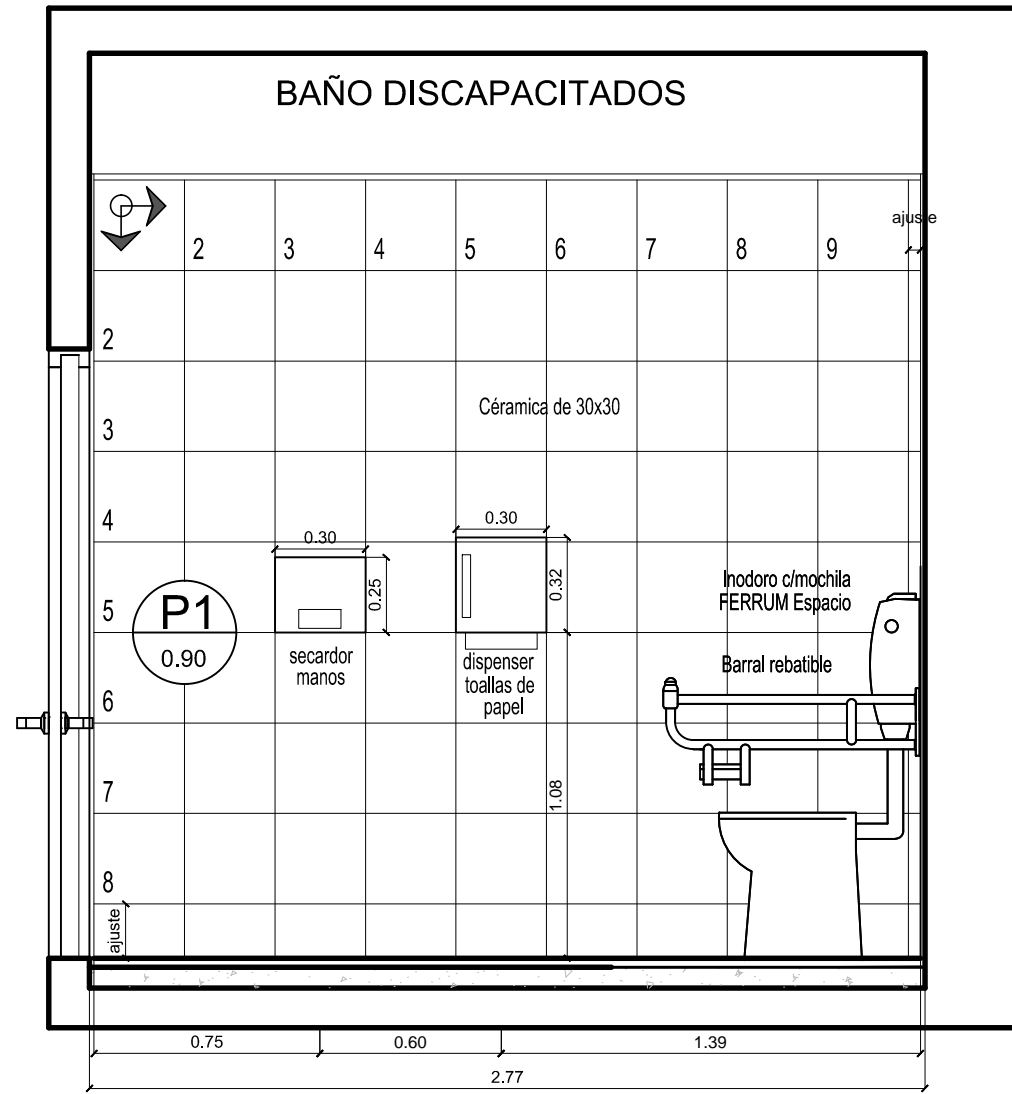 BAÑO DISCAPACITADOS
ajuste
2 3 4 5 6 7 8 9
2
Céramica de 30x30
3
4
0.30
0.30
0.25
0.32
Inodoro c/mochila
FERRUM Espacio
5
P1
0.90
secardor
manos
dispenser
toallas de
papel
Barral rebatible
6
7
1.08
8
ajuste
0.75 0.60 1.39
2.77